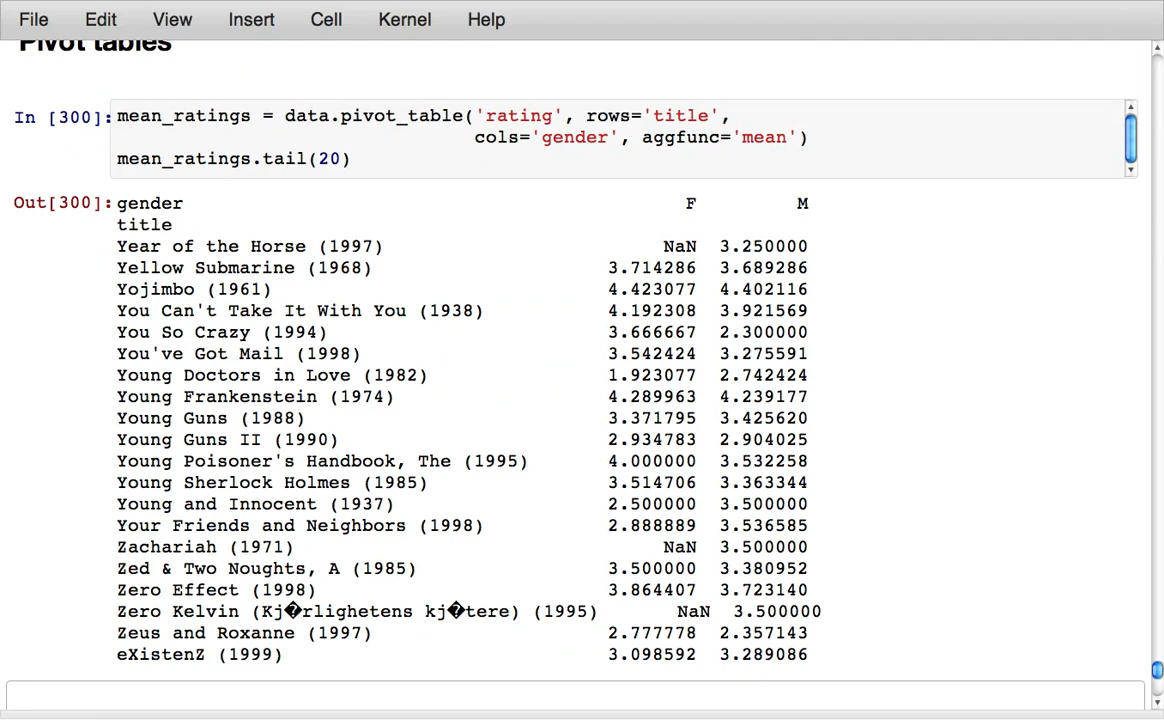 File Edit View Insert Cell Kernel Help
Pivot tables
In [300]: mean_ratings = data.pivot_table('rating', rows='title',
cols='gender', aggfunc='mean')
mean_ratings.tail(20)
Out[300]: gender F M
title
Year of the Horse (1997) NaN 3.250000
Yellow Submarine (1968) 3.714286 3.689286
Yojimbo (1961) 4.423077 4.402116
You Can't Take It With You (1938) 4.192308 3.921569
You So Crazy (1994) 3.666667 2.300000
You've Got Mail (1998) 3.542424 3.275591
Young Doctors in Love (1982) 1.923077 2.742424
Young Frankenstein (1974) 4.289963 4.239177
Young Guns (1988) 3.371795 3.425620
Young Guns II (1990) 2.934783 2.904025
Young Poisoner's Handbook, The (1995) 4.000000 3.532258
Young Sherlock Holmes (1985) 3.514706 3.363344
Young and Innocent (1937) 2.500000 3.500000
Your Friends and Neighbors (1998) 2.888889 3.536585
Zachariah (1971) NaN 3.500000
Zed & Two Noughts, A (1985) 3.500000 3.380952
Zero Effect (1998) 3.864407 3.723140
Zero Kelvin (Kj�rlighetens kj�tere) (1995) NaN 3.500000
Zeus and Roxanne (1997) 2.777778 2.357143
eXistenZ (1999) 3.098592 3.289086